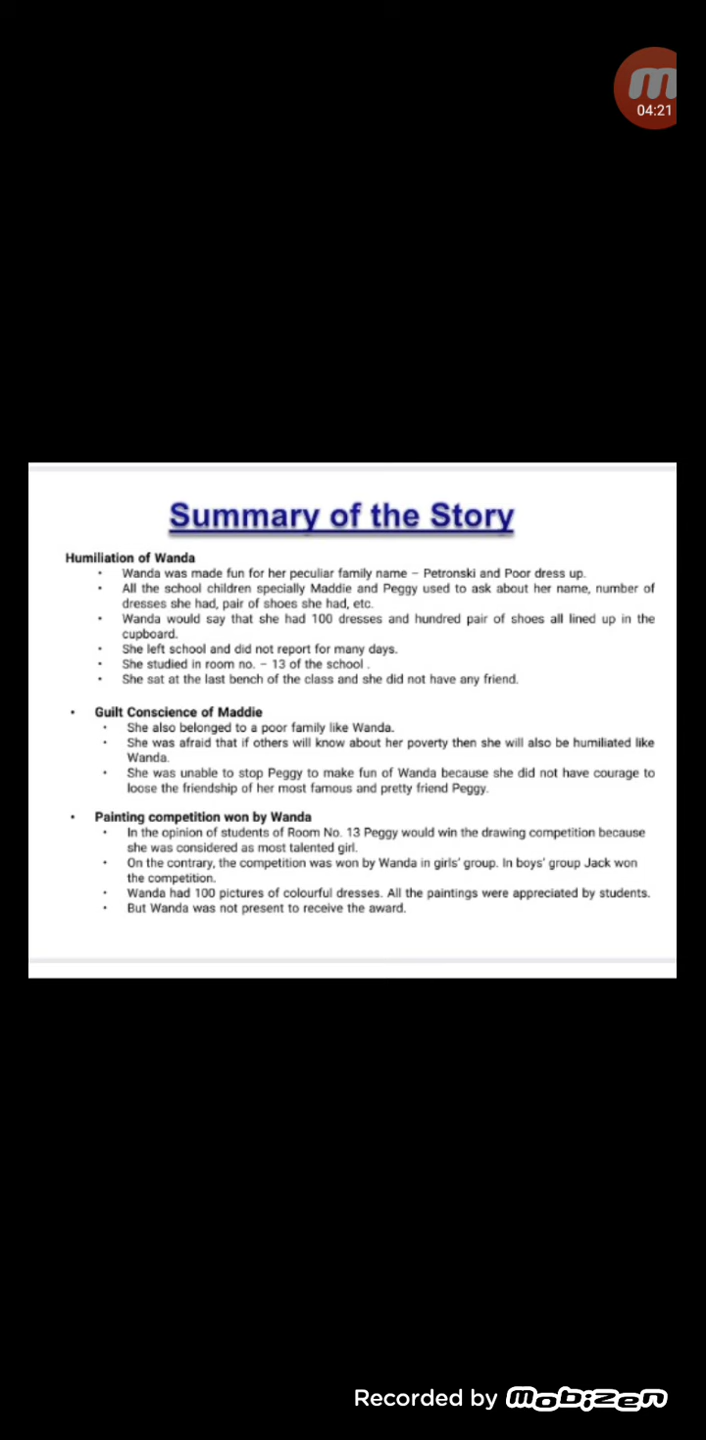 04:21
Summary of the Story
Humiliation of Wanda
• Wanda was made fun for her peculiar family name – Petronski and Poor dress up.
• All the school children specially Maddie and Peggy used to ask about her name, number of
dresses she had, pair of shoes she had, etc.
• Wanda would say that she had 100 dresses and hundred pair of shoes all lined up in the
cupboard.
• She left school and did not report for many days.
• She studied in room no. – 13 of the school .
• She sat at the last bench of the class and she did not have any friend.
• Guilt Conscience of Maddie
• She also belonged to a poor family like Wanda.
• She was afraid that if others will know about her poverty then she will also be humiliated like
Wanda.
• She was unable to stop Peggy to make fun of Wanda because she did not have courage to
loose the friendship of her most famous and pretty friend Peggy.
• Painting competition won by Wanda
• In the opinion of students of Room No. 13 Peggy would win the drawing competition because
she was considered as most talented girl.
• On the contrary, the competition was won by Wanda in girls' group. In boys' group Jack won
the competition.
• Wanda had 100 pictures of colourful dresses. All the paintings were appreciated by students.
• But Wanda was not present to receive the award.
Recorded by mobizen